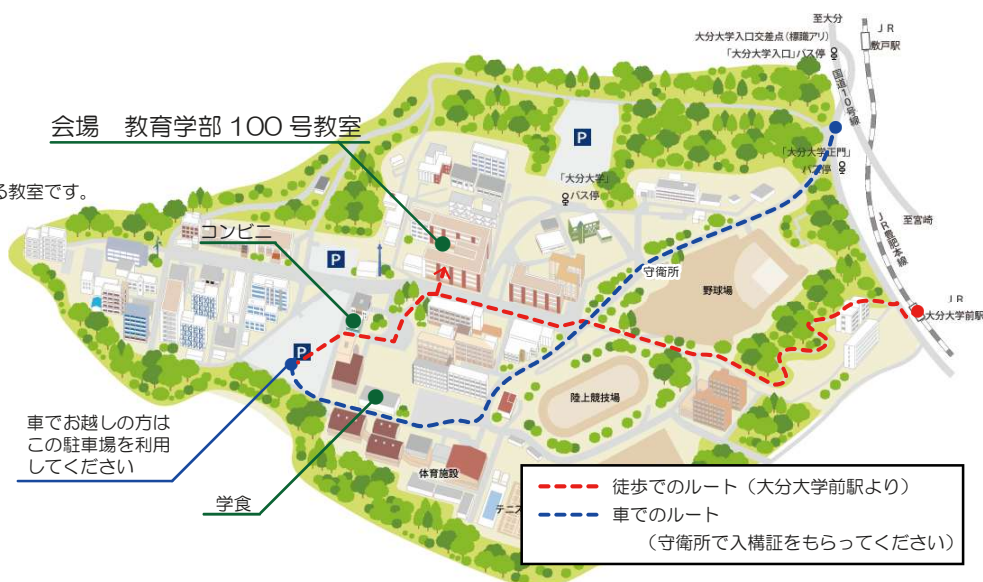 至大分
JR
敷戸駅
大分大学入口交差点(標識アリ)
「大分大学入口」バス停
国道10号線
会場 教育学部 100 号教室
P
「大分大学正門」
バス停
「大分大学」
バス停
る教室です。
コンビニ
P
至宮崎
JR豊肥本線
守衛所
野球場
JR
大分大学前駅
P
陸上競技場
車でお越しの方は
この駐車場を利用
してください
体育施設
学食
テニス
徒歩でのルート(大分大学前駅より)
車でのルート
(守衛所で入構証をもらってください)